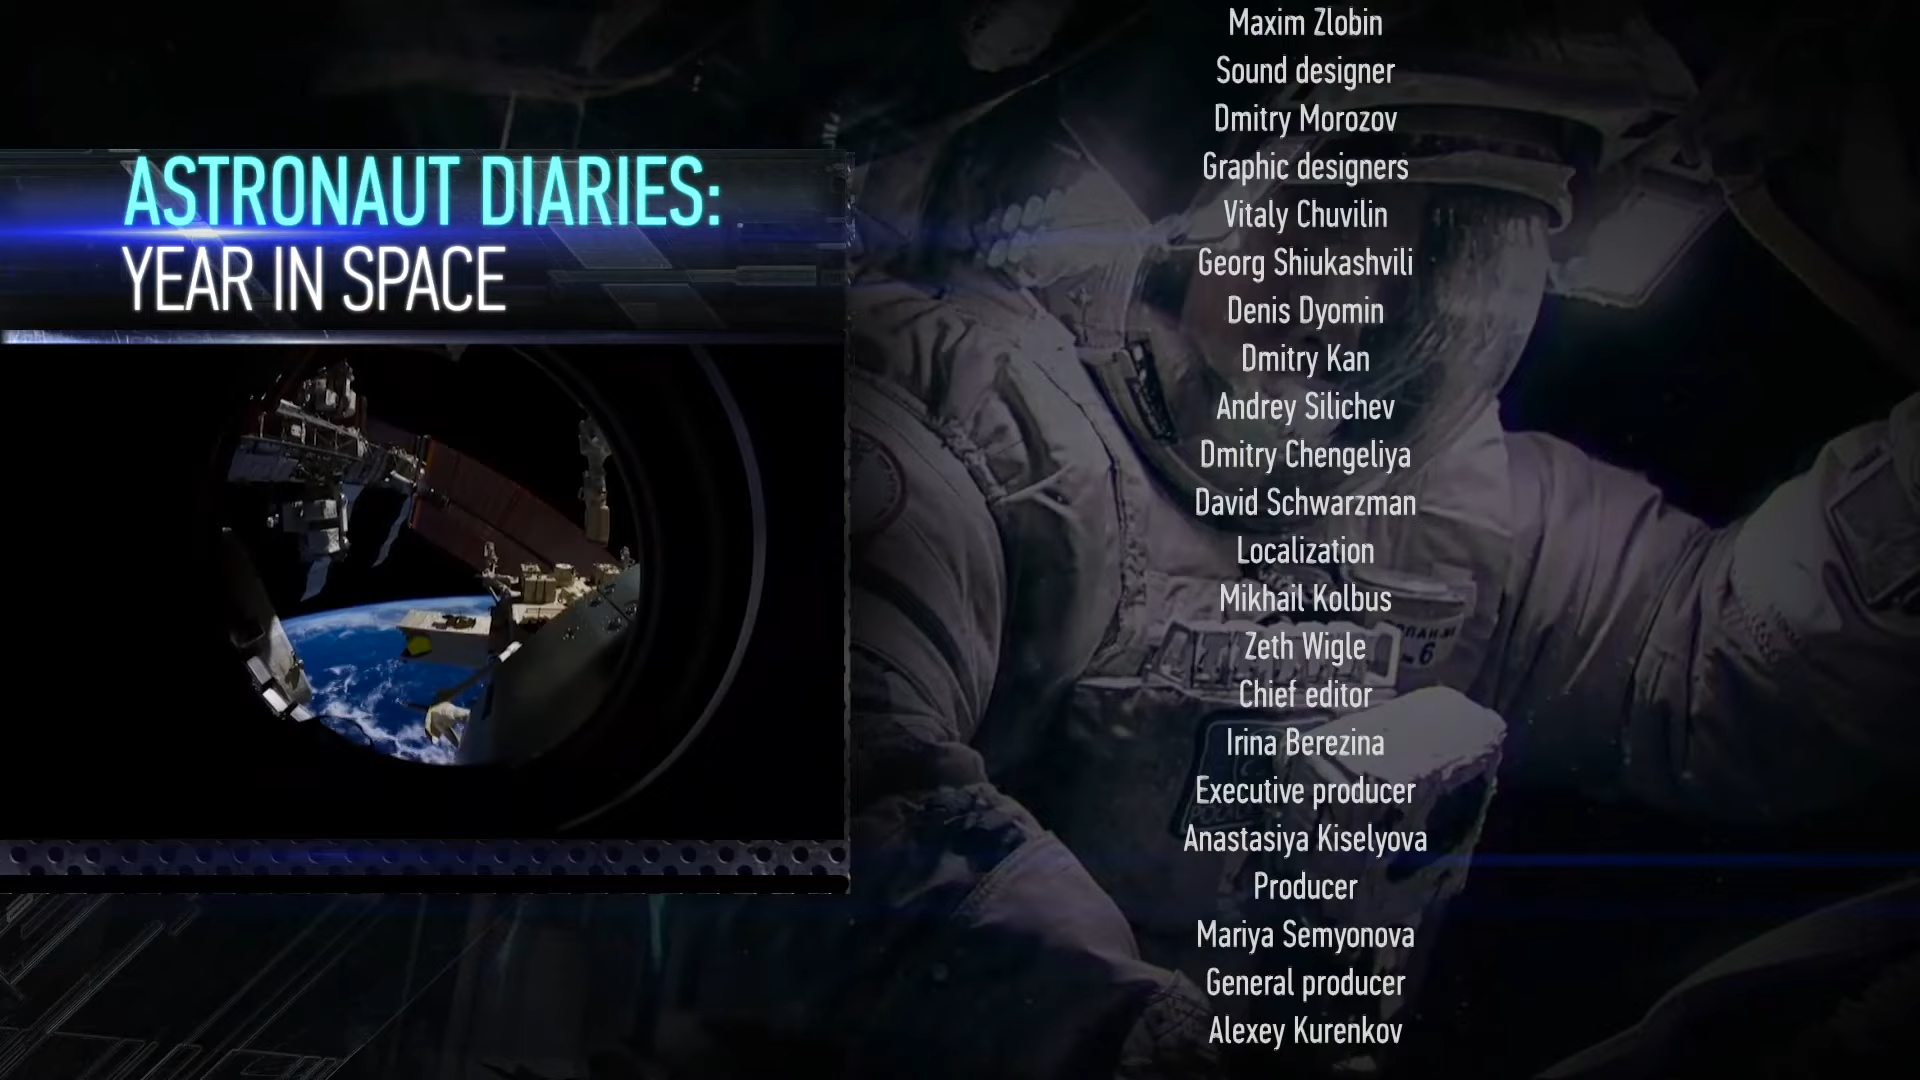 ASTRONAUT DIARIES:
YEAR IN SPACE
Maxim Zlobin
Sound designer
Dmitry Morozov
Graphic designers
Vitaly Chuvilin
Georg Shiukashvili
Denis Dyomin
Dmitry Kan
Andrey Silichev
Dmitry Chengeliya
David Schwarzman
Localization
Mikhail Kolbus
Zeth Wigle
Chief editor
Irina Berezina
Executive producer
Anastasiya Kiselyova
Producer
Mariya Semyonova
General producer
Alexey Kurenkov